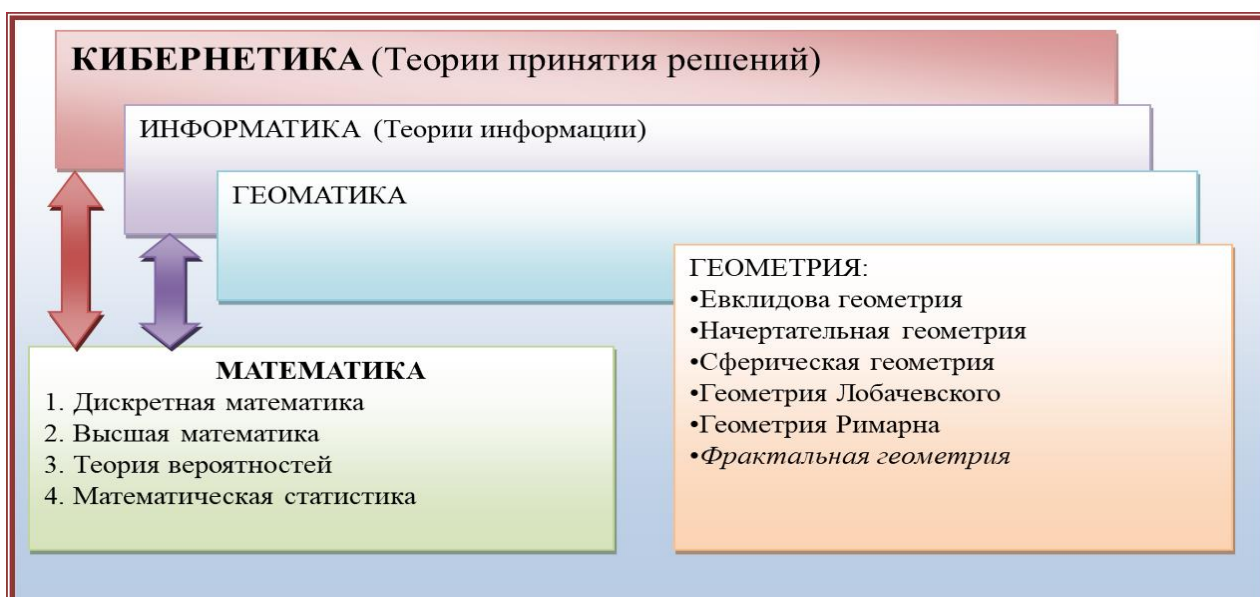 КИБЕРНЕТИКА (Теории принятия решений)
ИНФОРМАТИКА (Теории информации)
ГЕОМАТИКА
ГЕОМЕТРИЯ:
•Евклидова геометрия
•Начертательная геометрия
•Сферическая геометрия
•Геометрия Лобачевского
•Геометрия Римарна
•Фрактальная геометрия
МАТЕМАТИКА
1. Дискретная математика
2. Высшая математика
3. Теория вероятностей
4. Математическая статистика